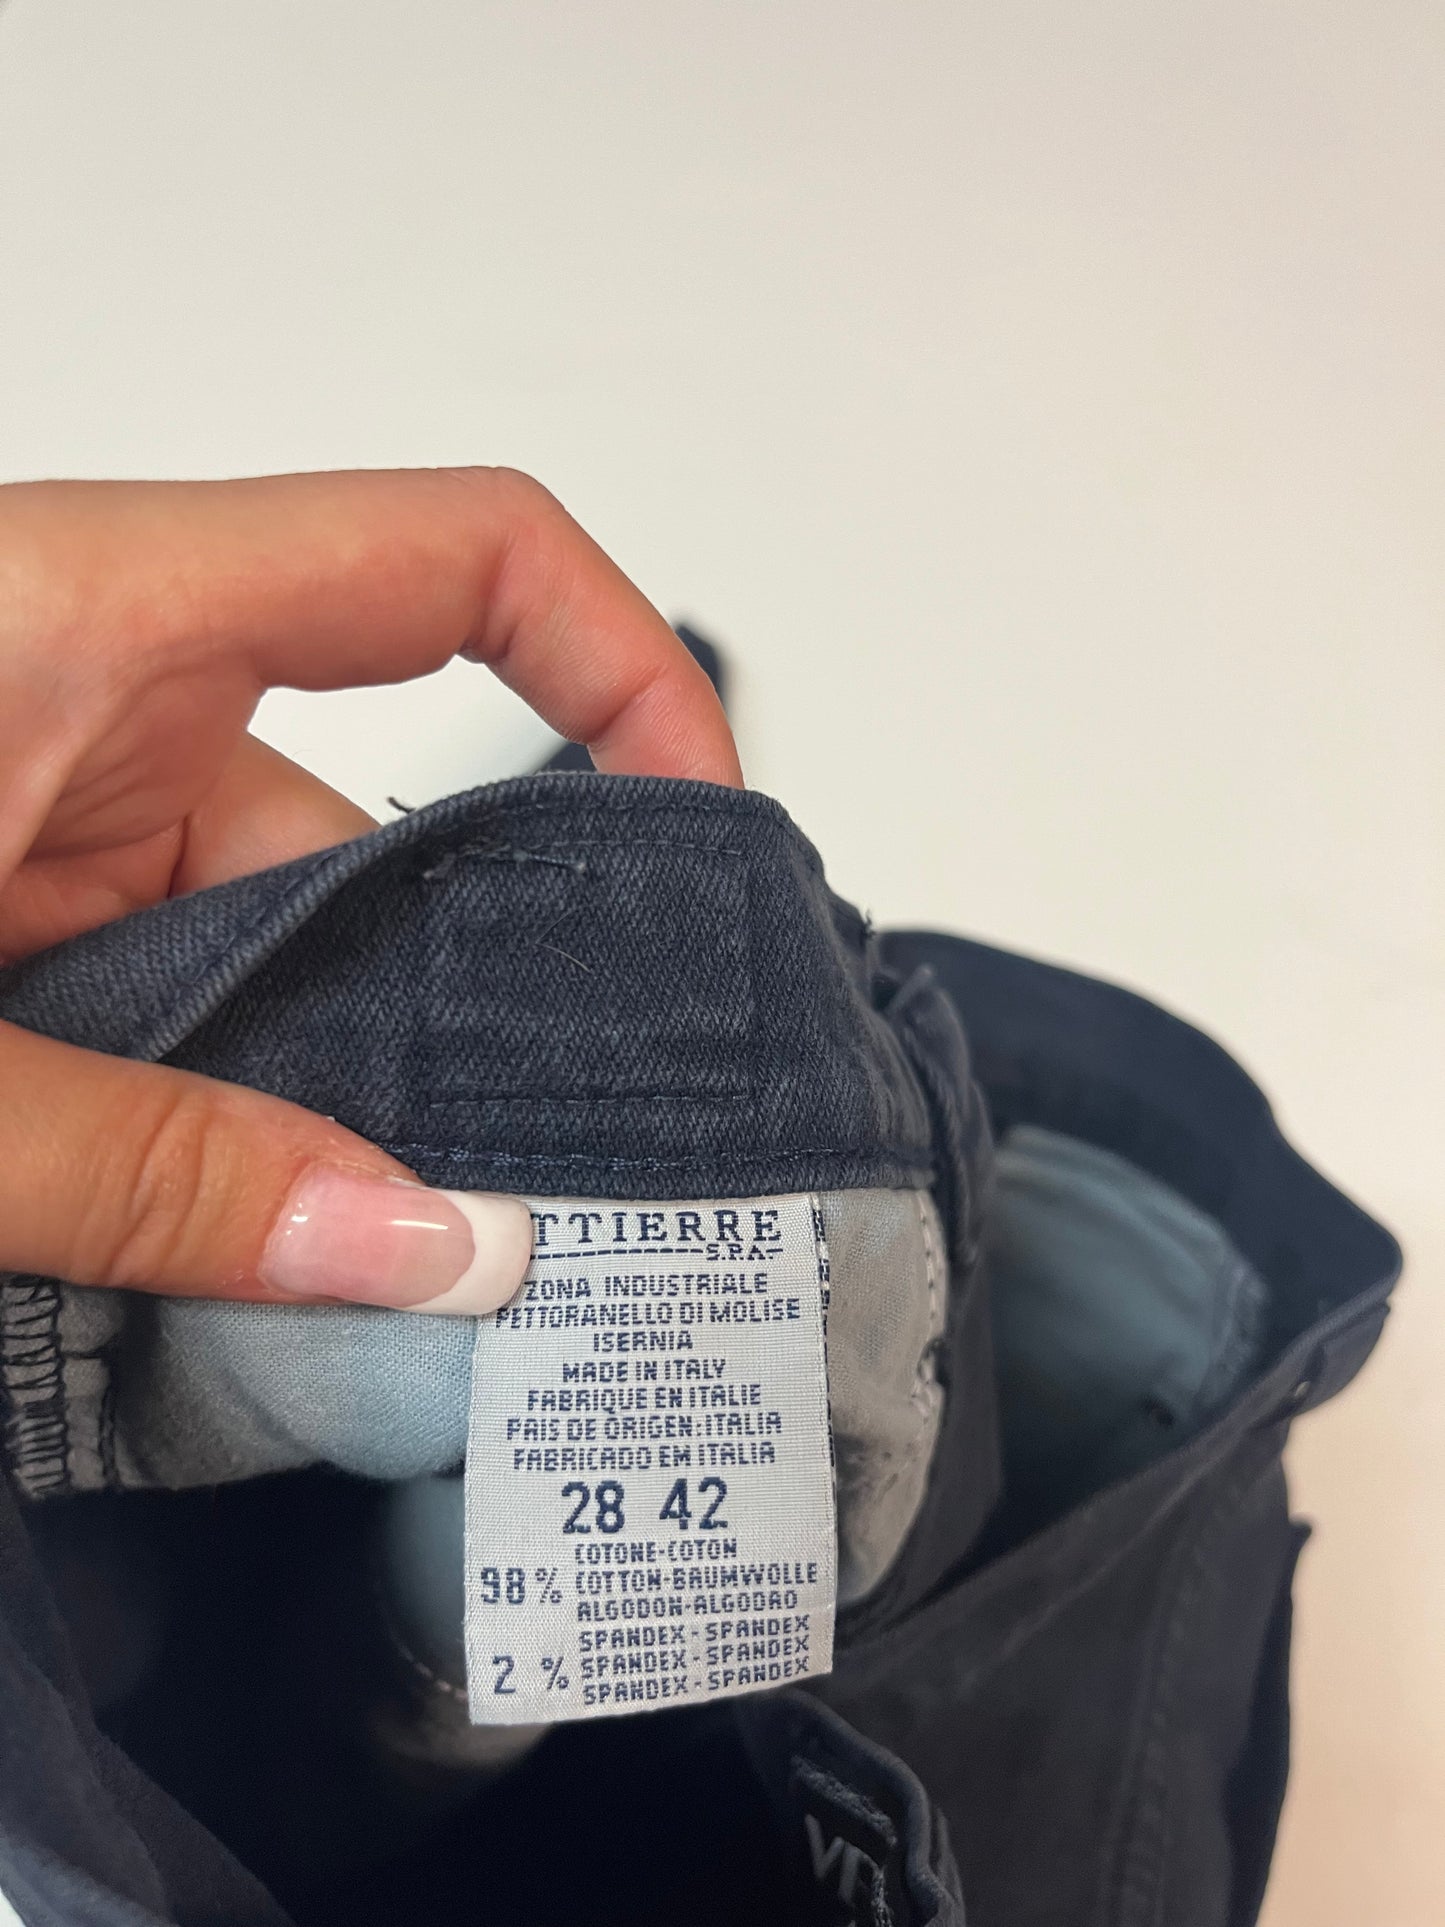 TTIERRE
S.P.A.
ZONA INDUSTRIALE
PETTORANELLO DI MOLISE
ISERNIA
MADE IN ITALY
FABRIQUE EN ITALIE
PAIS DE ORIGEN: ITALIA
FABRICADO EM ITALIA
28 42
COTONE-COTON
98% COTTON-BAUMWOLLE
ALGODON-ALGODAO
SPANDEX - SPANDEX
2 % SPANDEX - SPANDEX
SPANDEX - SPANDEX